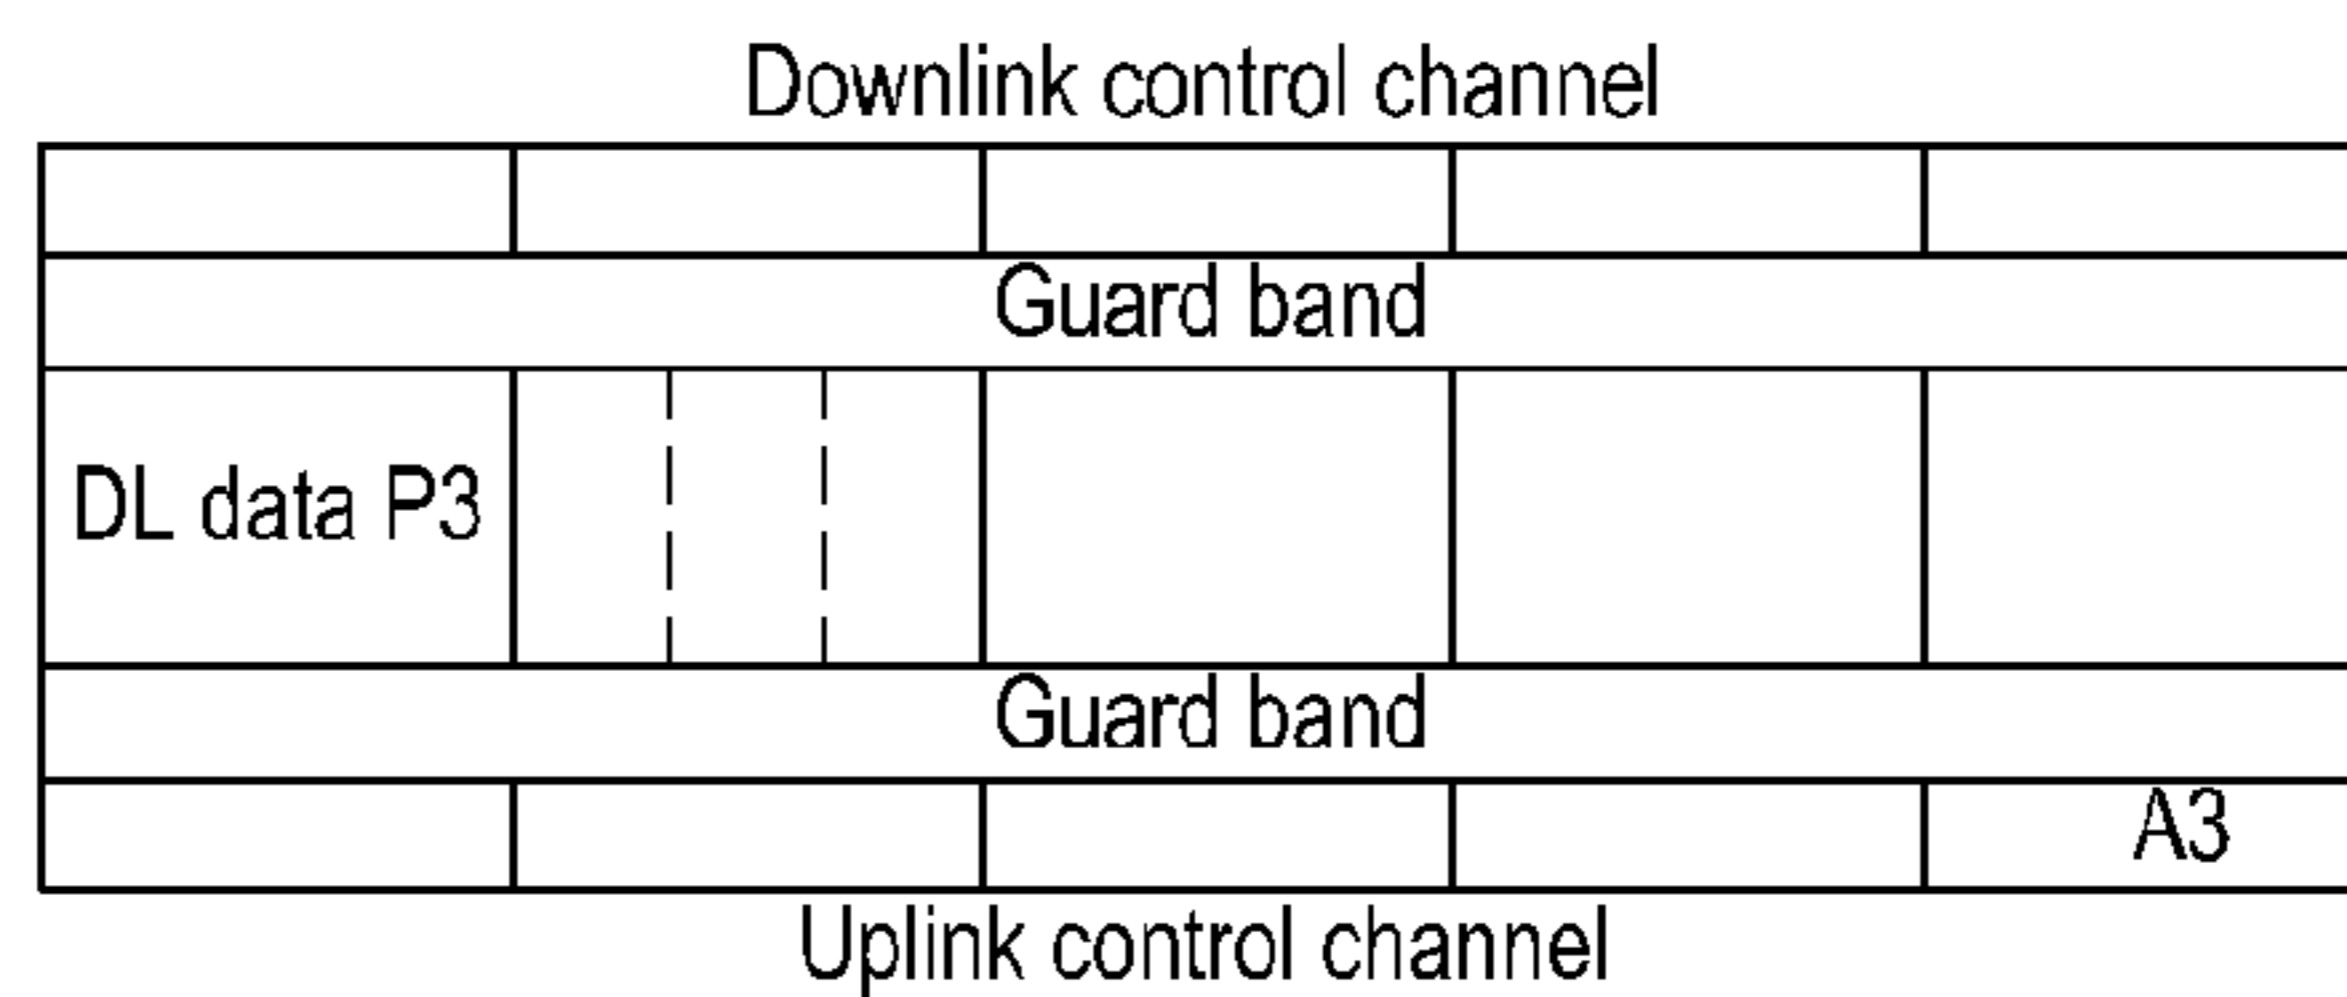 Downlink control channel
Guard band
DL data P3
Guard band
A3
Uplink control channel